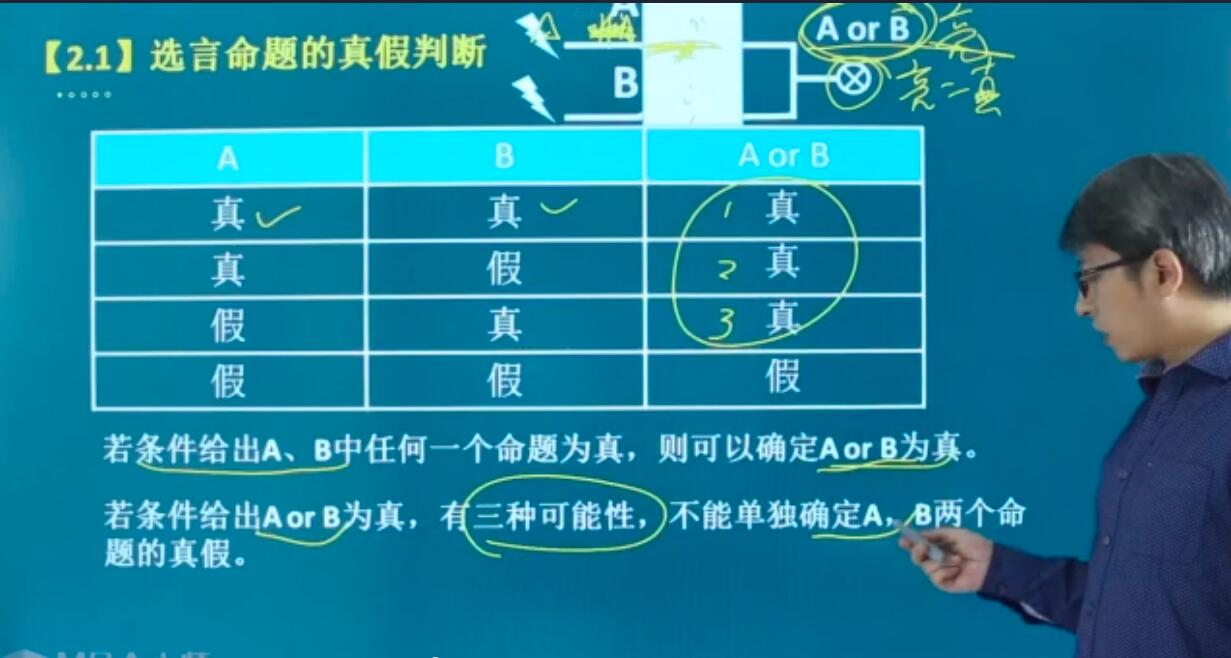 A
A or B
亮
【2.1】选言命题的真假判断
B
亮=真
A B A or B
真 真 1 真
真 假 2 真
假 真 3 真
假 假 假
若条件给出A、B中任何一个命题为真，则可以确定A or B为真。
若条件给出A or B为真，有三种可能性，不能单独确定A，B两个命
题的真假。